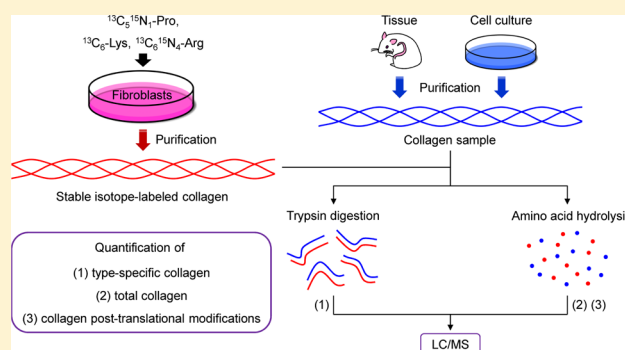 ¹³C₅¹⁵N₁-Pro,
¹³C₆-Lys, ¹³C₆¹⁵N₄-Arg
Fibroblasts
Purification
Stable isotope-labeled collagen
Tissue
Cell culture
Purification
Collagen sample
Trypsin digestion
Amino acid hydrolysis
(1)
(2) (3)
LC/MS
Quantification of
(1) type-specific collagen
(2) total collagen
(3) collagen post-translational modifications